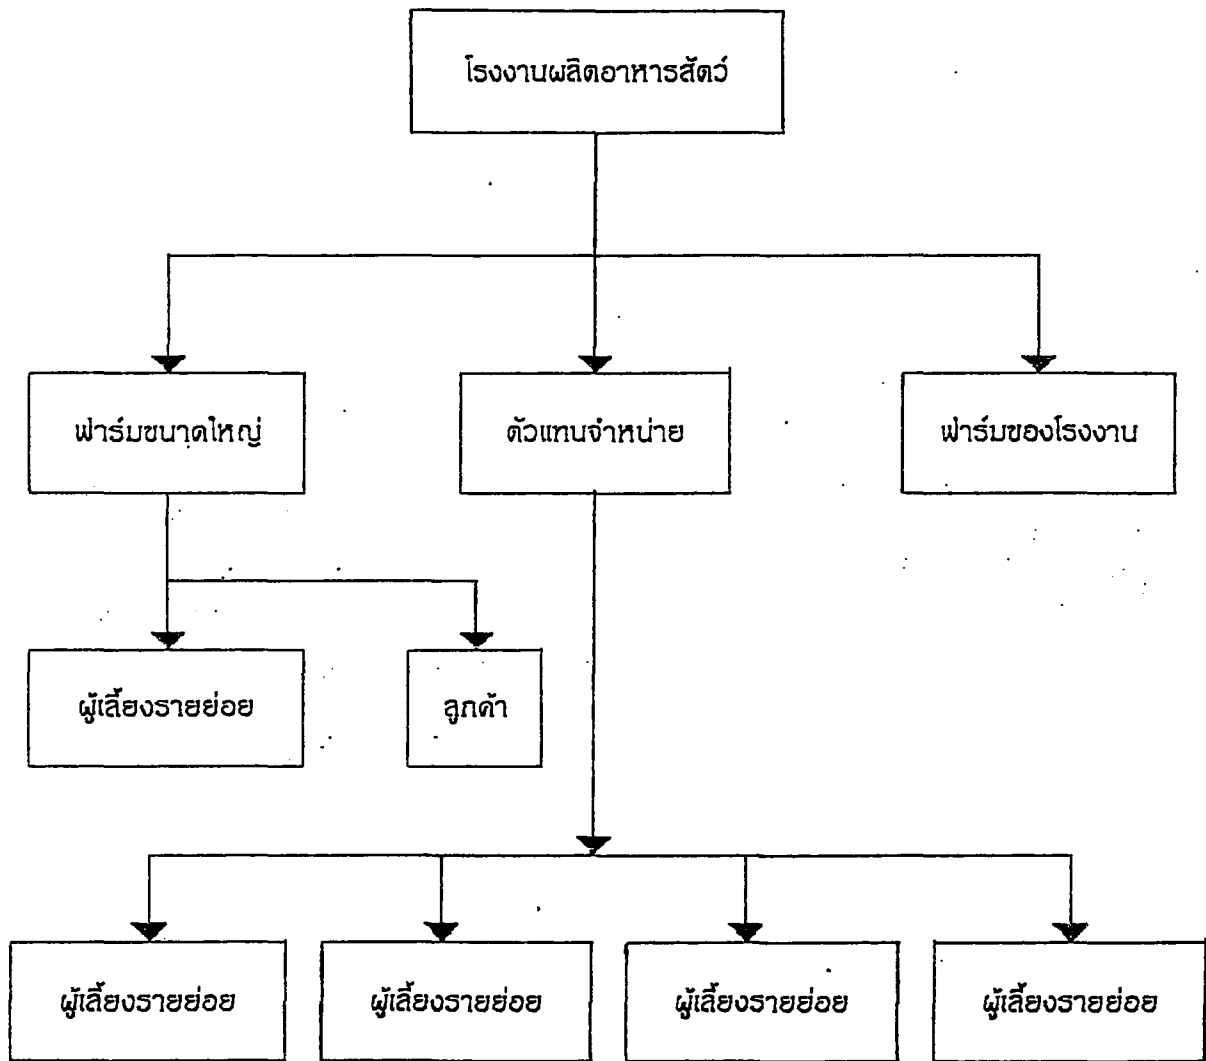 โรงงานผลิตอาหารสัตว์
ฟาร์มขนาดใหญ่
ตัวแทนจำหน่าย
ฟาร์มของโรงงาน
ผู้เลี้ยงรายย่อย
ลูกค้า
ผู้เลี้ยงรายย่อย
ผู้เลี้ยงรายย่อย
ผู้เลี้ยงรายย่อย
ผู้เลี้ยงรายย่อย